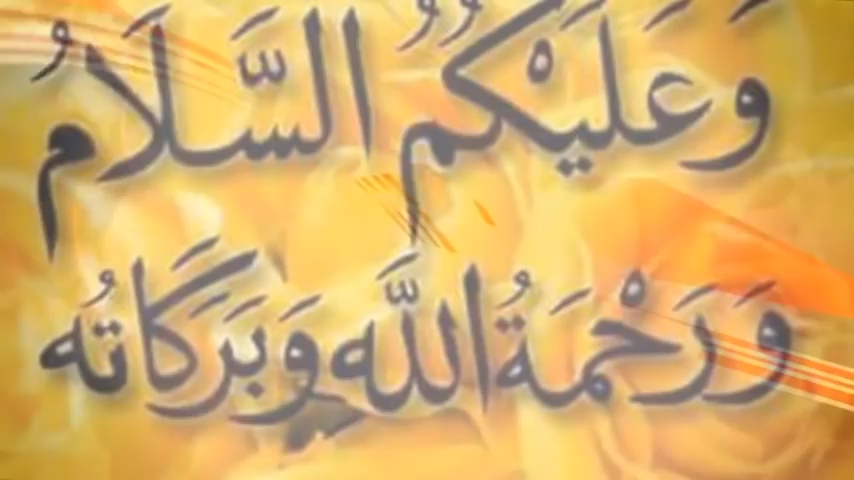 وَعَلَيْكُمُ السَّلَامُ
وَرَحْمَةُ اللَّهِ وَبَرَكَاتُه